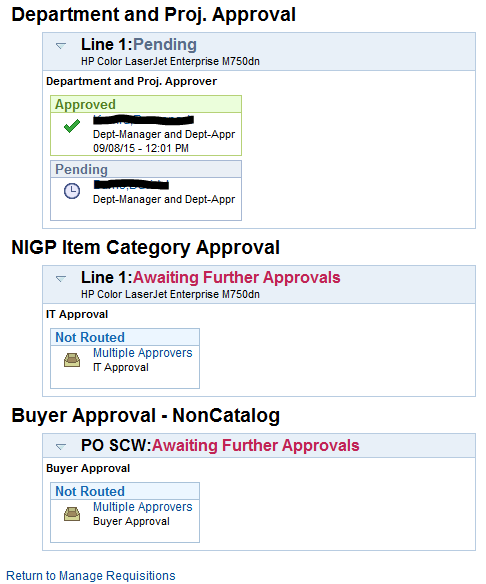 Department and Proj. Approval
Line 1:Pending
HP Color LaserJet Enterprise M750dn
Department and Proj. Approver
Approved
Dept-Manager and Dept-Appr
09/08/15 - 12:01 PM
Pending
Dept-Manager and Dept-Appr
NIGP Item Category Approval
Line 1:Awaiting Further Approvals
HP Color LaserJet Enterprise M750dn
IT Approval
Not Routed
Multiple Approvers
IT Approval
Buyer Approval - NonCatalog
PO SCW:Awaiting Further Approvals
Buyer Approval
Not Routed
Multiple Approvers
Buyer Approval
Return to Manage Requisitions